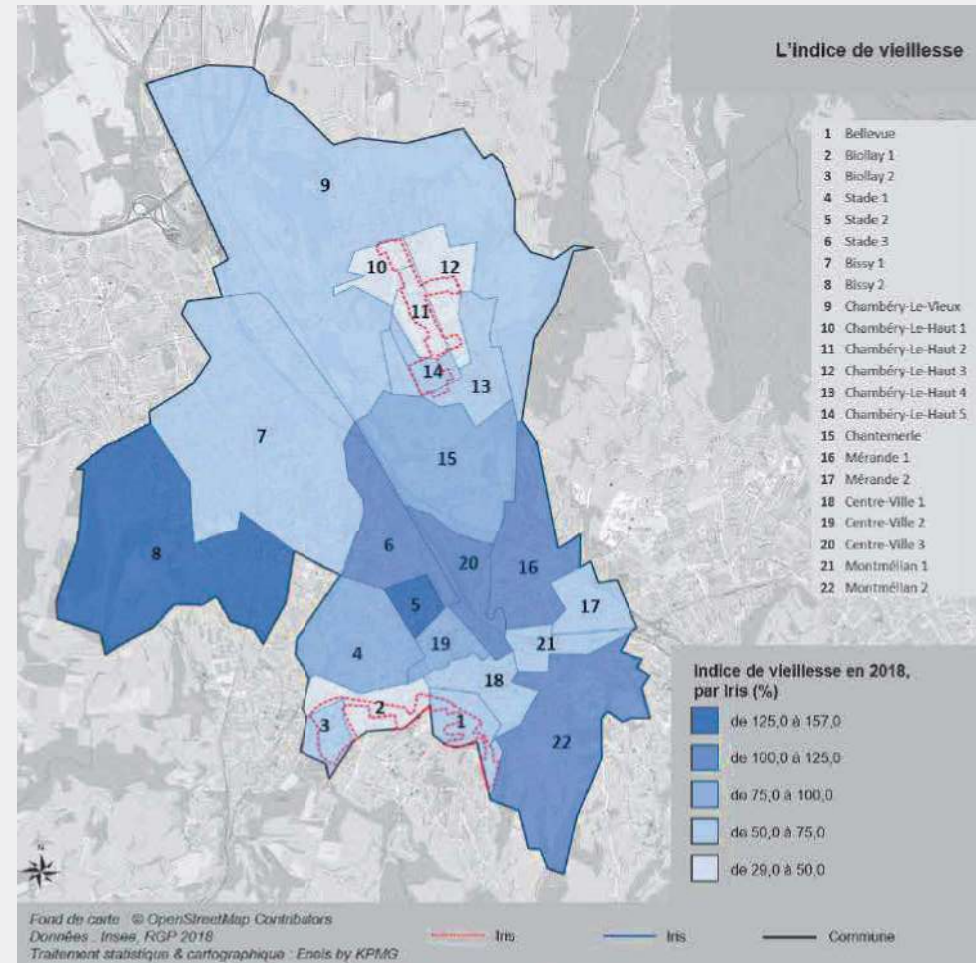 L'indice de vieillesse
1 Bellevue
2 Biollay 1
3 Biollay 2
4 Stade 1
5 Stade 2
6 Stade 3
7 Bissy 1
8 Bissy 2
9 Chambéry-Le-Vieux
10 Chambéry-Le-Haut 1
11 Chambéry-Le-Haut 2
12 Chambéry-Le-Haut 3
13 Chambéry-Le-Haut 4
14 Chambéry-Le-Haut 5
15 Chantemerle
16 Mérande 1
17 Mérande 2
18 Centre-Ville 1
19 Centre-Ville 2
20 Centre-Ville 3
21 Montmélian 1
22 Montmélian 2
9
10
12
11
14
13
7
15
8
6
20
16
5
17
19
21
4
18
2
3
1
22
Indice de vieillesse en 2018,
par Iris (%)
de 125,0 à 157,0
de 100,0 à 125,0
de 75,0 à 100,0
de 50,0 à 75,0
de 29,0 à 50,0
N
Fond de carte : © OpenStreetMap Contributors
Données : Insee, RGP 2018
Traitement statistique & cartographique : Eneis by KPMG
Iris
Iris
Commune